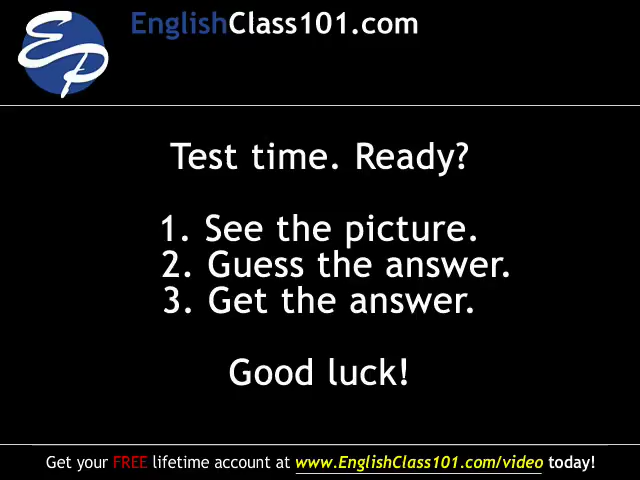 EP
EnglishClass101.com
Test time. Ready?
1. See the picture.
2. Guess the answer.
3. Get the answer.
Good luck!
Get your FREE lifetime account at www.EnglishClass101.com/video today!